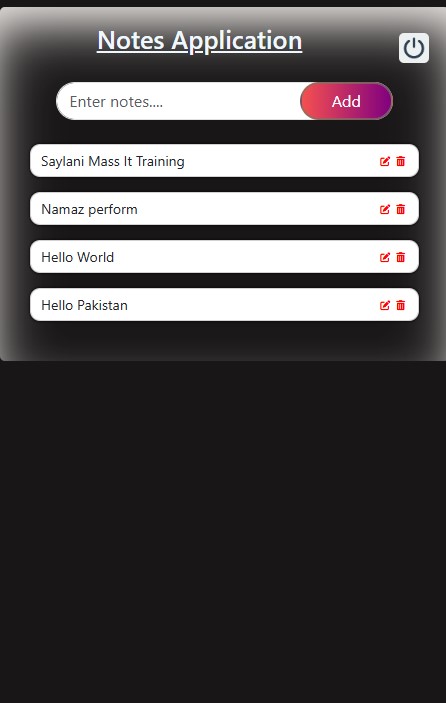 Notes Application
Enter notes....
Add
Saylani Mass It Training
Namaz perform
Hello World
Hello Pakistan